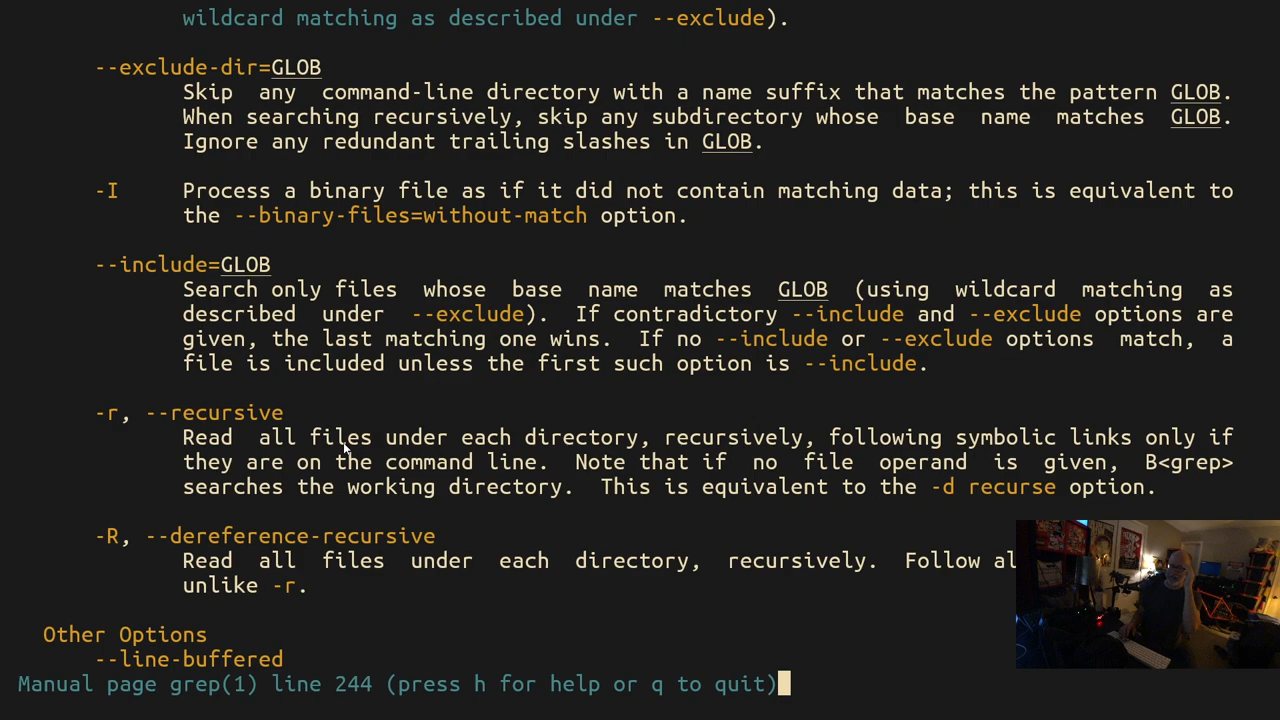 wildcard matching as described under --exclude).
--exclude-dir=GLOB
Skip any command-line directory with a name suffix that matches the pattern GLOB.
When searching recursively, skip any subdirectory whose base name matches GLOB.
Ignore any redundant trailing slashes in GLOB.
-I Process a binary file as if it did not contain matching data; this is equivalent to
the --binary-files=without-match option.
--include=GLOB
Search only files whose base name matches GLOB (using wildcard matching as
described under --exclude). If contradictory --include and --exclude options are
given, the last matching one wins. If no --include or --exclude options match, a
file is included unless the first such option is --include.
-r, --recursive
Read all files under each directory, recursively, following symbolic links only if
they are on the command line. Note that if no file operand is given, B<grep>
searches the working directory. This is equivalent to the -d recurse option.
-R, --dereference-recursive
Read all files under each directory, recursively. Follow al
unlike -r.
Other Options
--line-buffered
Manual page grep(1) line 244 (press h for help or q to quit)